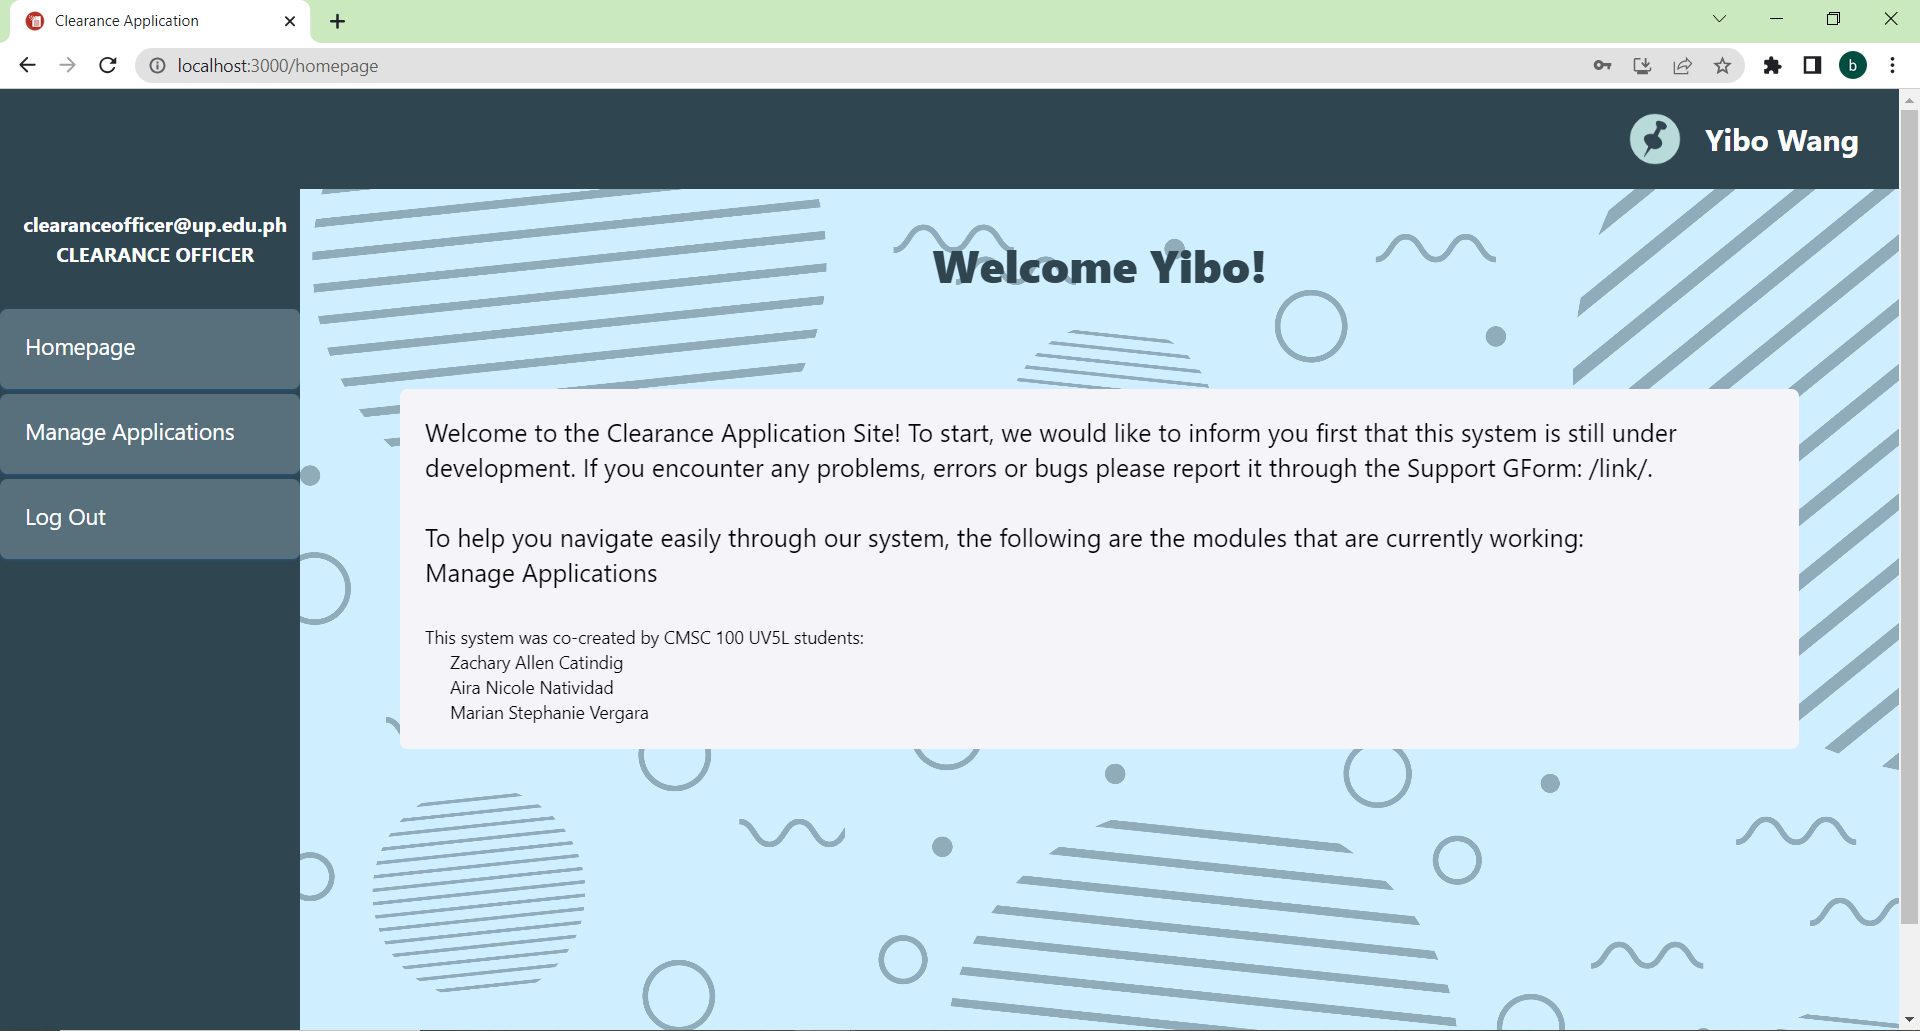 Clearance Application
localhost:3000/homepage
b
Yibo Wang
clearanceofficer@up.edu.ph
CLEARANCE OFFICER
Homepage
Manage Applications
Log Out
Welcome Yibo!
Welcome to the Clearance Application Site! To start, we would like to inform you first that this system is still under
development. If you encounter any problems, errors or bugs please report it through the Support GForm: /link/.
To help you navigate easily through our system, the following are the modules that are currently working:
Manage Applications
This system was co-created by CMSC 100 UV5L students:
Zachary Allen Catindig
Aira Nicole Natividad
Marian Stephanie Vergara